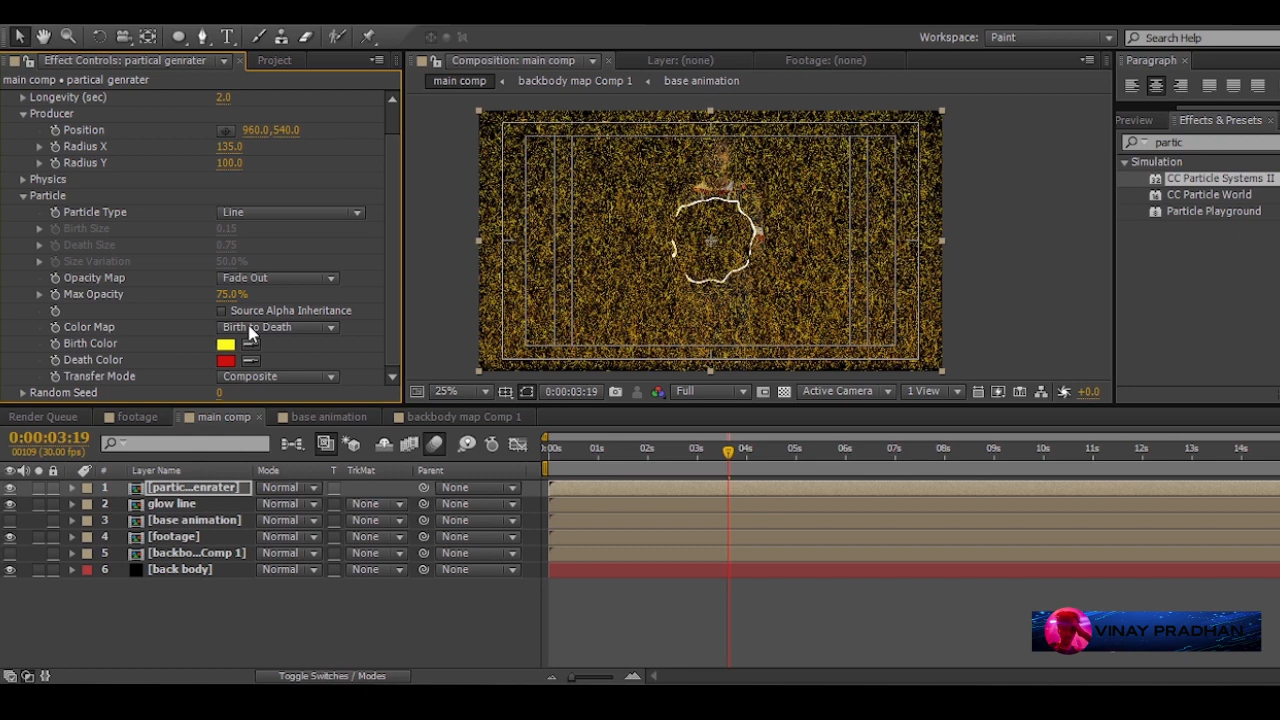 Workspace: Paint Search Help
Effect Controls: partical genrater Project Composition: main comp Layer: (none) Footage: (none) Paragraph
main comp • partical genrater
main comp backbody map Comp 1 base animation
Longevity (sec) 2.0
Producer
Position 960.0,540.0
Radius X 135.0
Radius Y 100.0
Physics
Particle
Particle Type Line
Birth Size 0.15
Death Size 0.75
Size Variation 50.0%
Opacity Map Fade Out
Max Opacity 75.0%
Source Alpha Inheritance
Color Map Birth to Death
Birth Color
Death Color
Transfer Mode Composite
Random Seed 0
25% 0:00:03:19 Full Active Camera 1 View +0.0
Preview Effects & Presets
partic
Simulation
CC Particle Systems II
CC Particle World
Particle Playground
Render Queue footage main comp base animation backbody map Comp 1
0:00:03:19
00109 (30.00 fps)
:00s 01s 02s 03s 04s 05s 06s 07s 08s 09s 10s 11s 12s 13s 14s
# Layer Name Mode T TrkMat Parent
1 [partic...enrater] Normal None
2 glow line Normal None None
3 [base animation] Normal None None
4 [footage] Normal None None
5 [backbo...Comp 1] Normal None None
6 [back body] Normal None None
VINAY PRADHAN
Toggle Switches / Modes